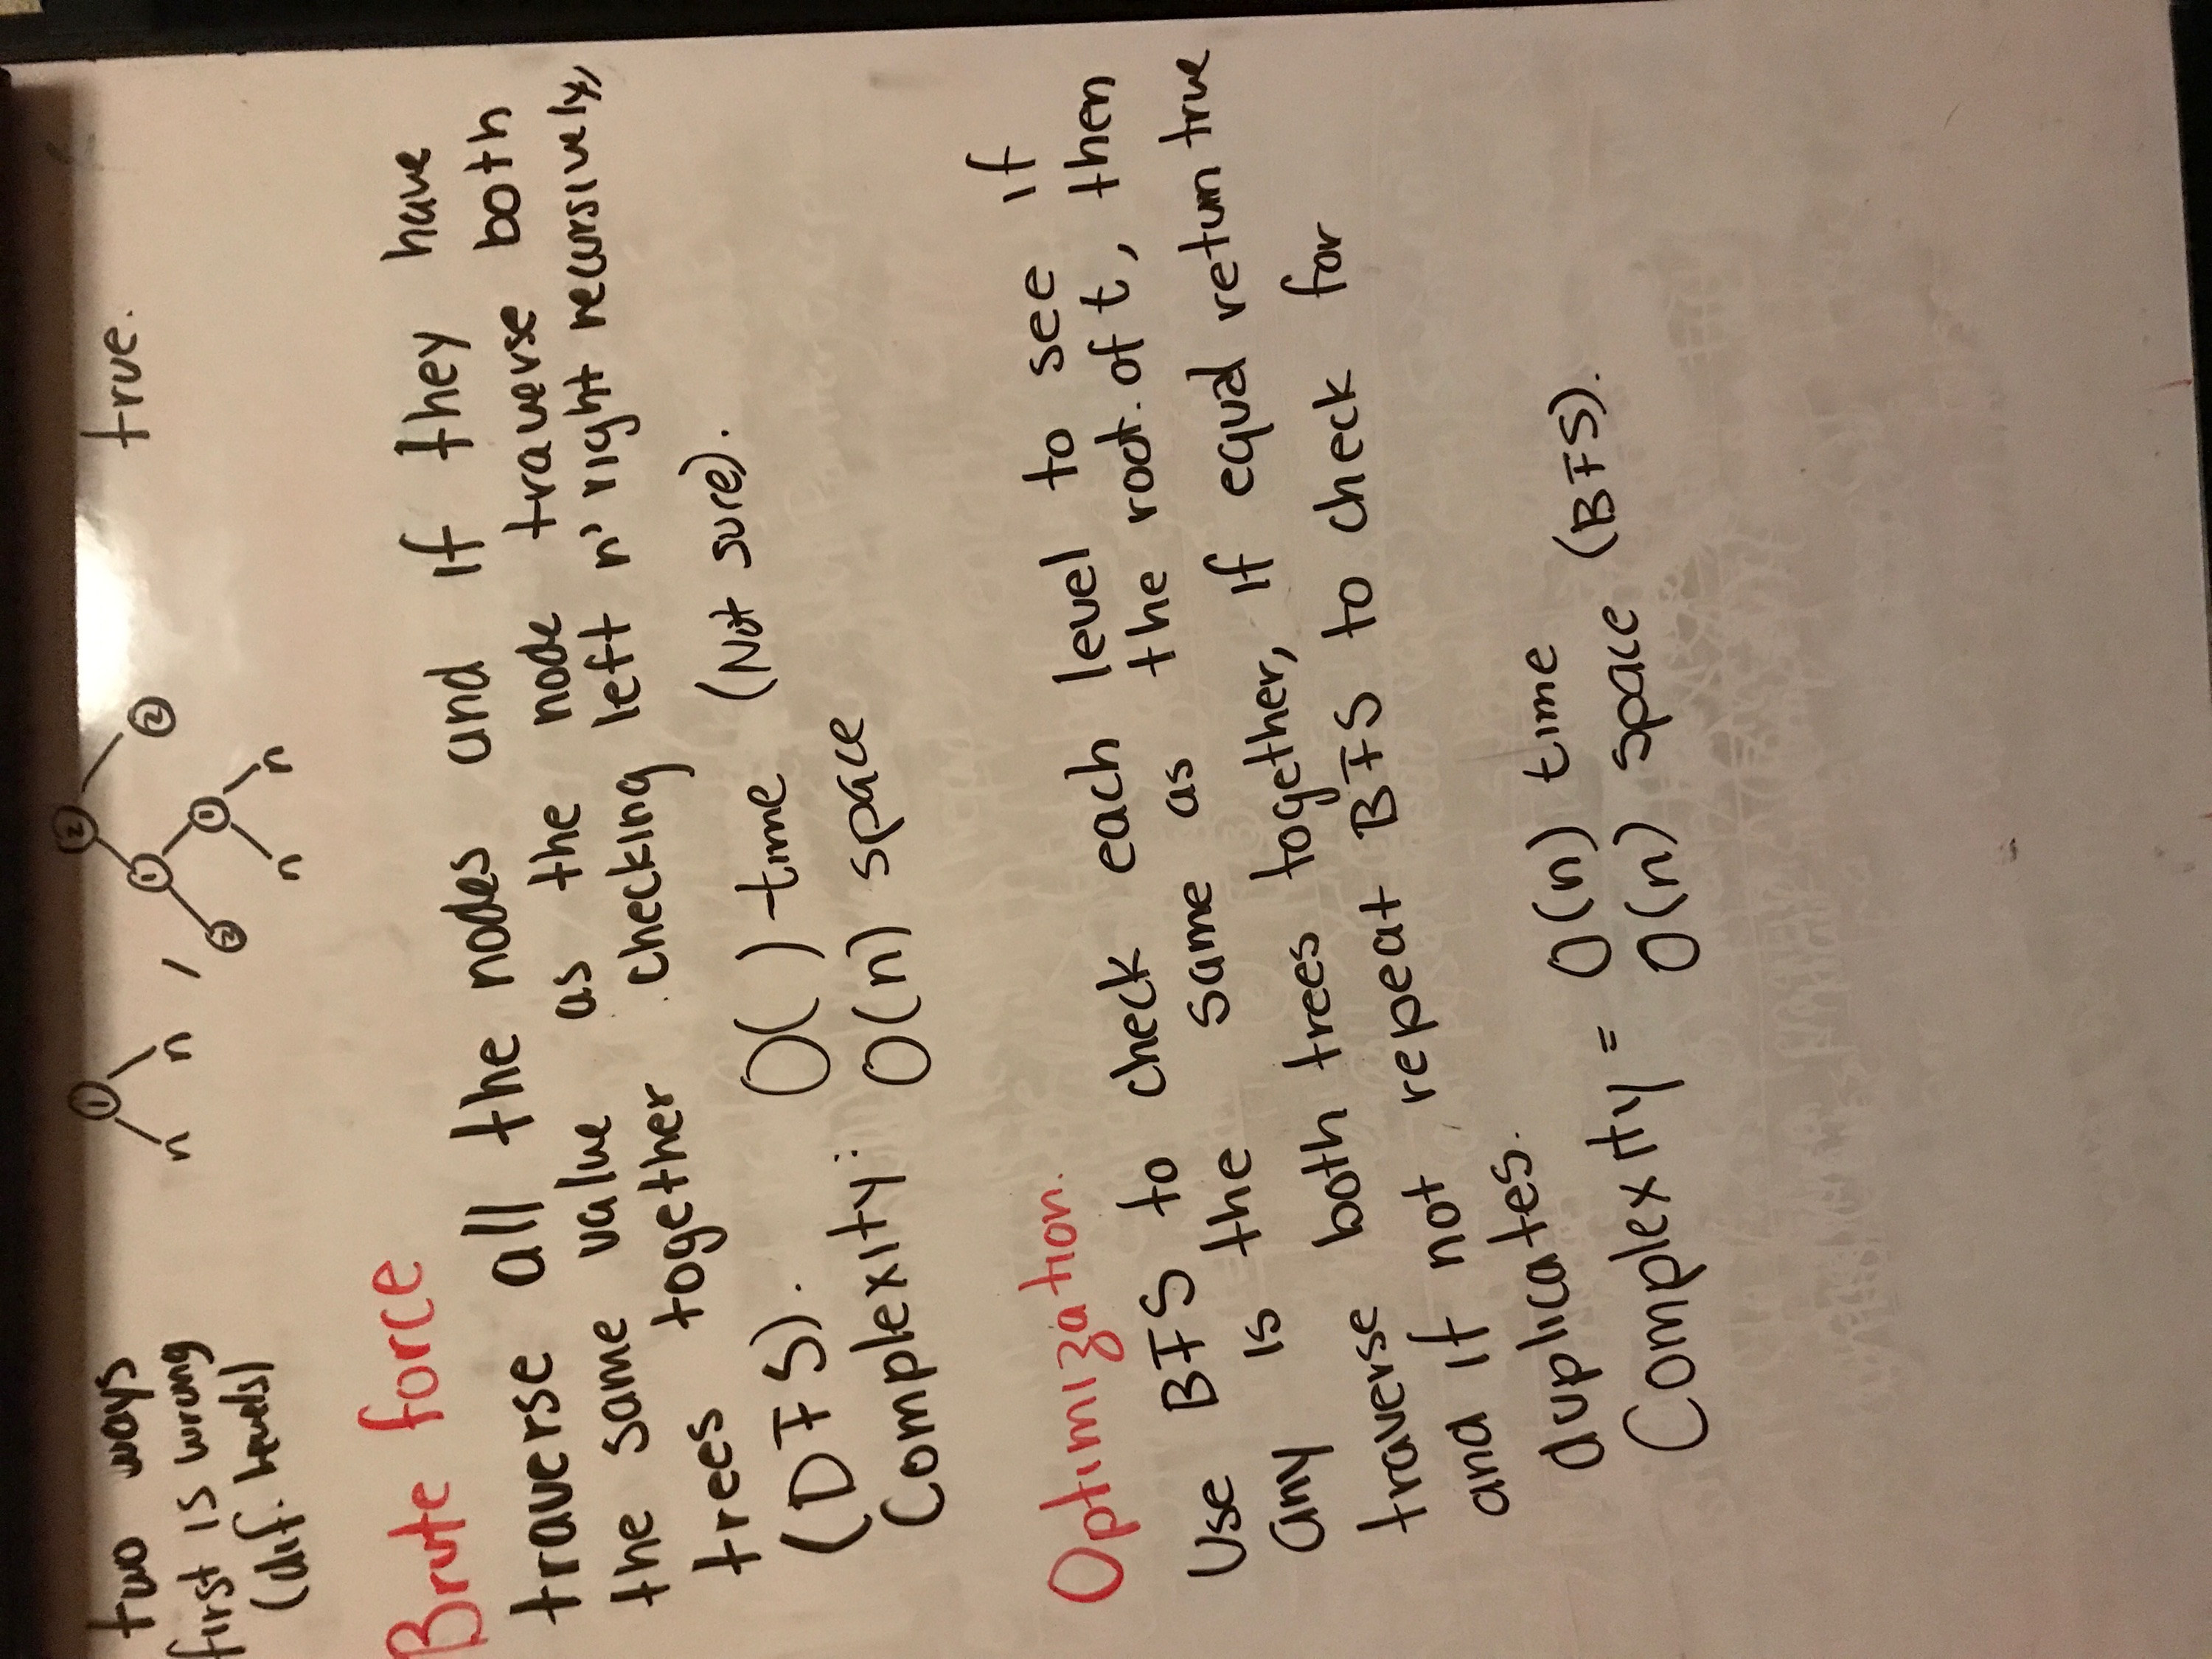 two ways
first is wrong
(dif. levels)
1
n n ,
2
1 2
2 1
n n
true.
Brute force
traverse all the nodes and if they have
the same value as the node traverse both
trees together checking left n' right recursively,
(DFS).
Complexity: O( ) time (Not sure).
O(n) space
Optimization.
Use BFS to check each level to see if
any is the same as the root. of t, then
traverse both trees together, if equal return true
and if not repeat BFS to check for
duplicates.
Complexity = O(n) time
O(n) space (BFS).